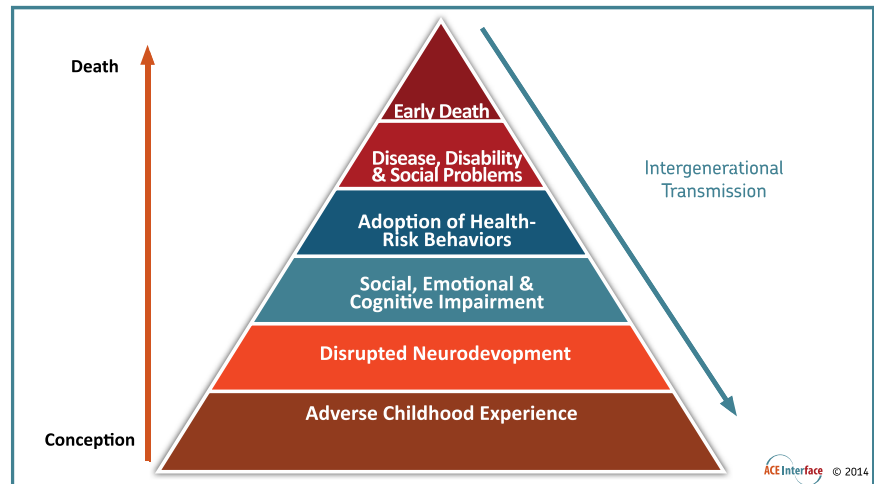 Death
Early Death
Disease, Disability
& Social Problems
Intergenerational
Transmission
Adoption of Health-
Risk Behaviors
Social, Emotional &
Cognitive Impairment
Disrupted Neurodevopment
Adverse Childhood Experience
Conception
ACE Interface © 2014